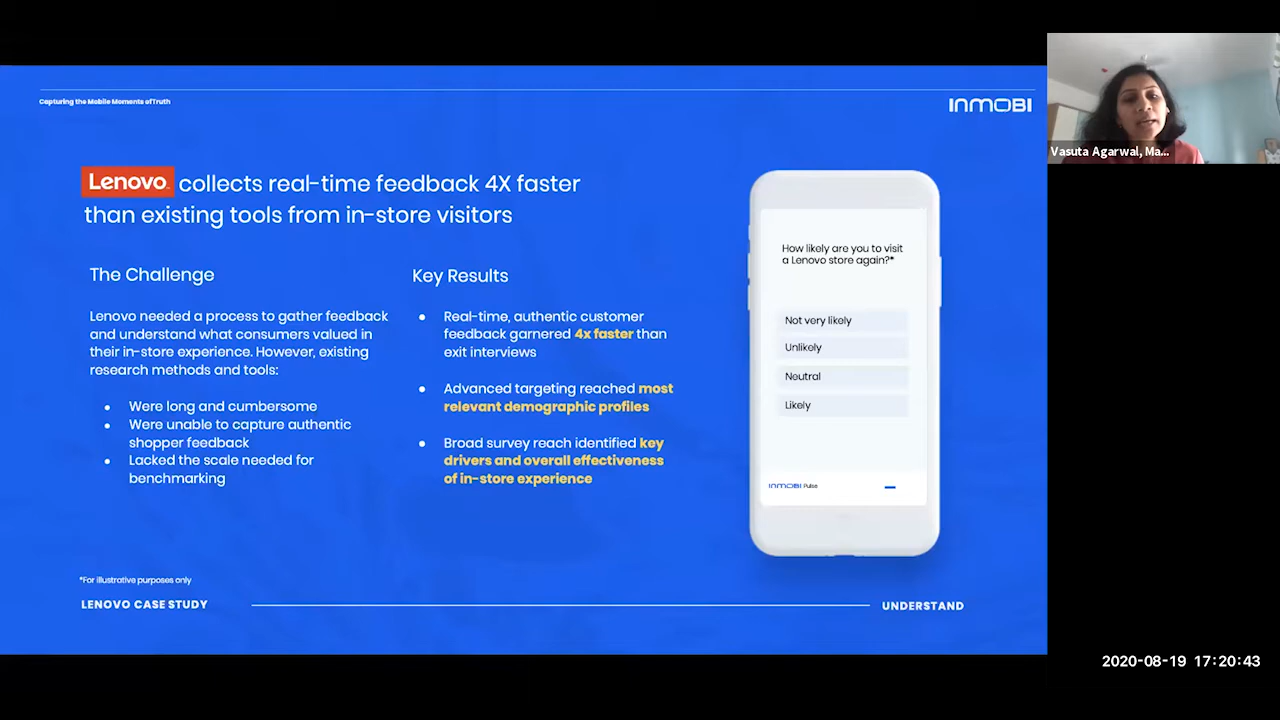 Capturing the Mobile Moments of Truth
INMOBI
Lenovo collects real-time feedback 4X faster
than existing tools from in-store visitors
The Challenge
Lenovo needed a process to gather feedback
and understand what consumers valued in
their in-store experience. However, existing
research methods and tools:
• Were long and cumbersome
• Were unable to capture authentic
shopper feedback
• Lacked the scale needed for
benchmarking
Key Results
• Real-time, authentic customer
feedback garnered 4x faster than
exit interviews
• Advanced targeting reached most
relevant demographic profiles
• Broad survey reach identified key
drivers and overall effectiveness
of in-store experience
How likely are you to visit
a Lenovo store again?*
Not very likely
Unlikely
Neutral
Likely
INMOBI Pulse
*For illustrative purposes only
LENOVO CASE STUDY
UNDERSTAND
Vasuta Agarwal, Ma...
2020-08-19 17:20:43